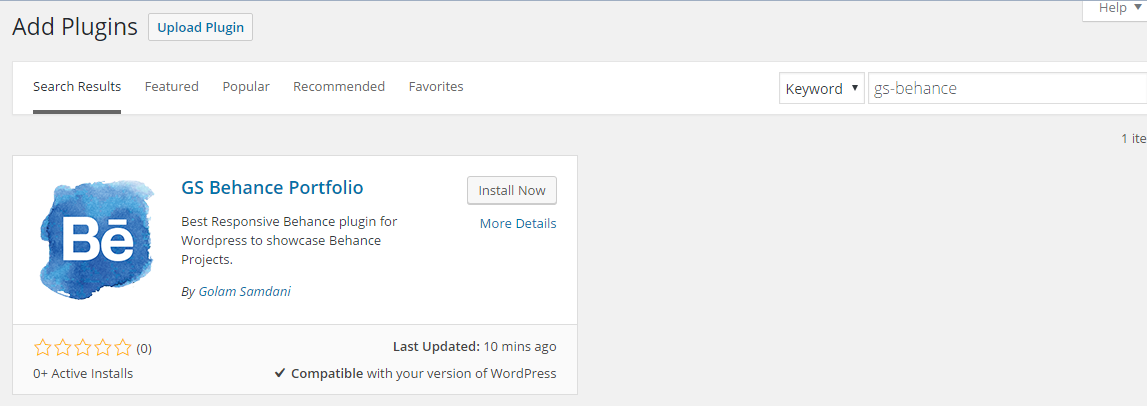 Help ▼
Add Plugins Upload Plugin
Search Results Featured Popular Recommended Favorites Keyword ▼ gs-behance
1 ite
Bē
GS Behance Portfolio
Install Now
More Details
Best Responsive Behance plugin for
Wordpress to showcase Behance
Projects.
By Golam Samdani
(0)
Last Updated: 10 mins ago
0+ Active Installs
✔ Compatible with your version of WordPress